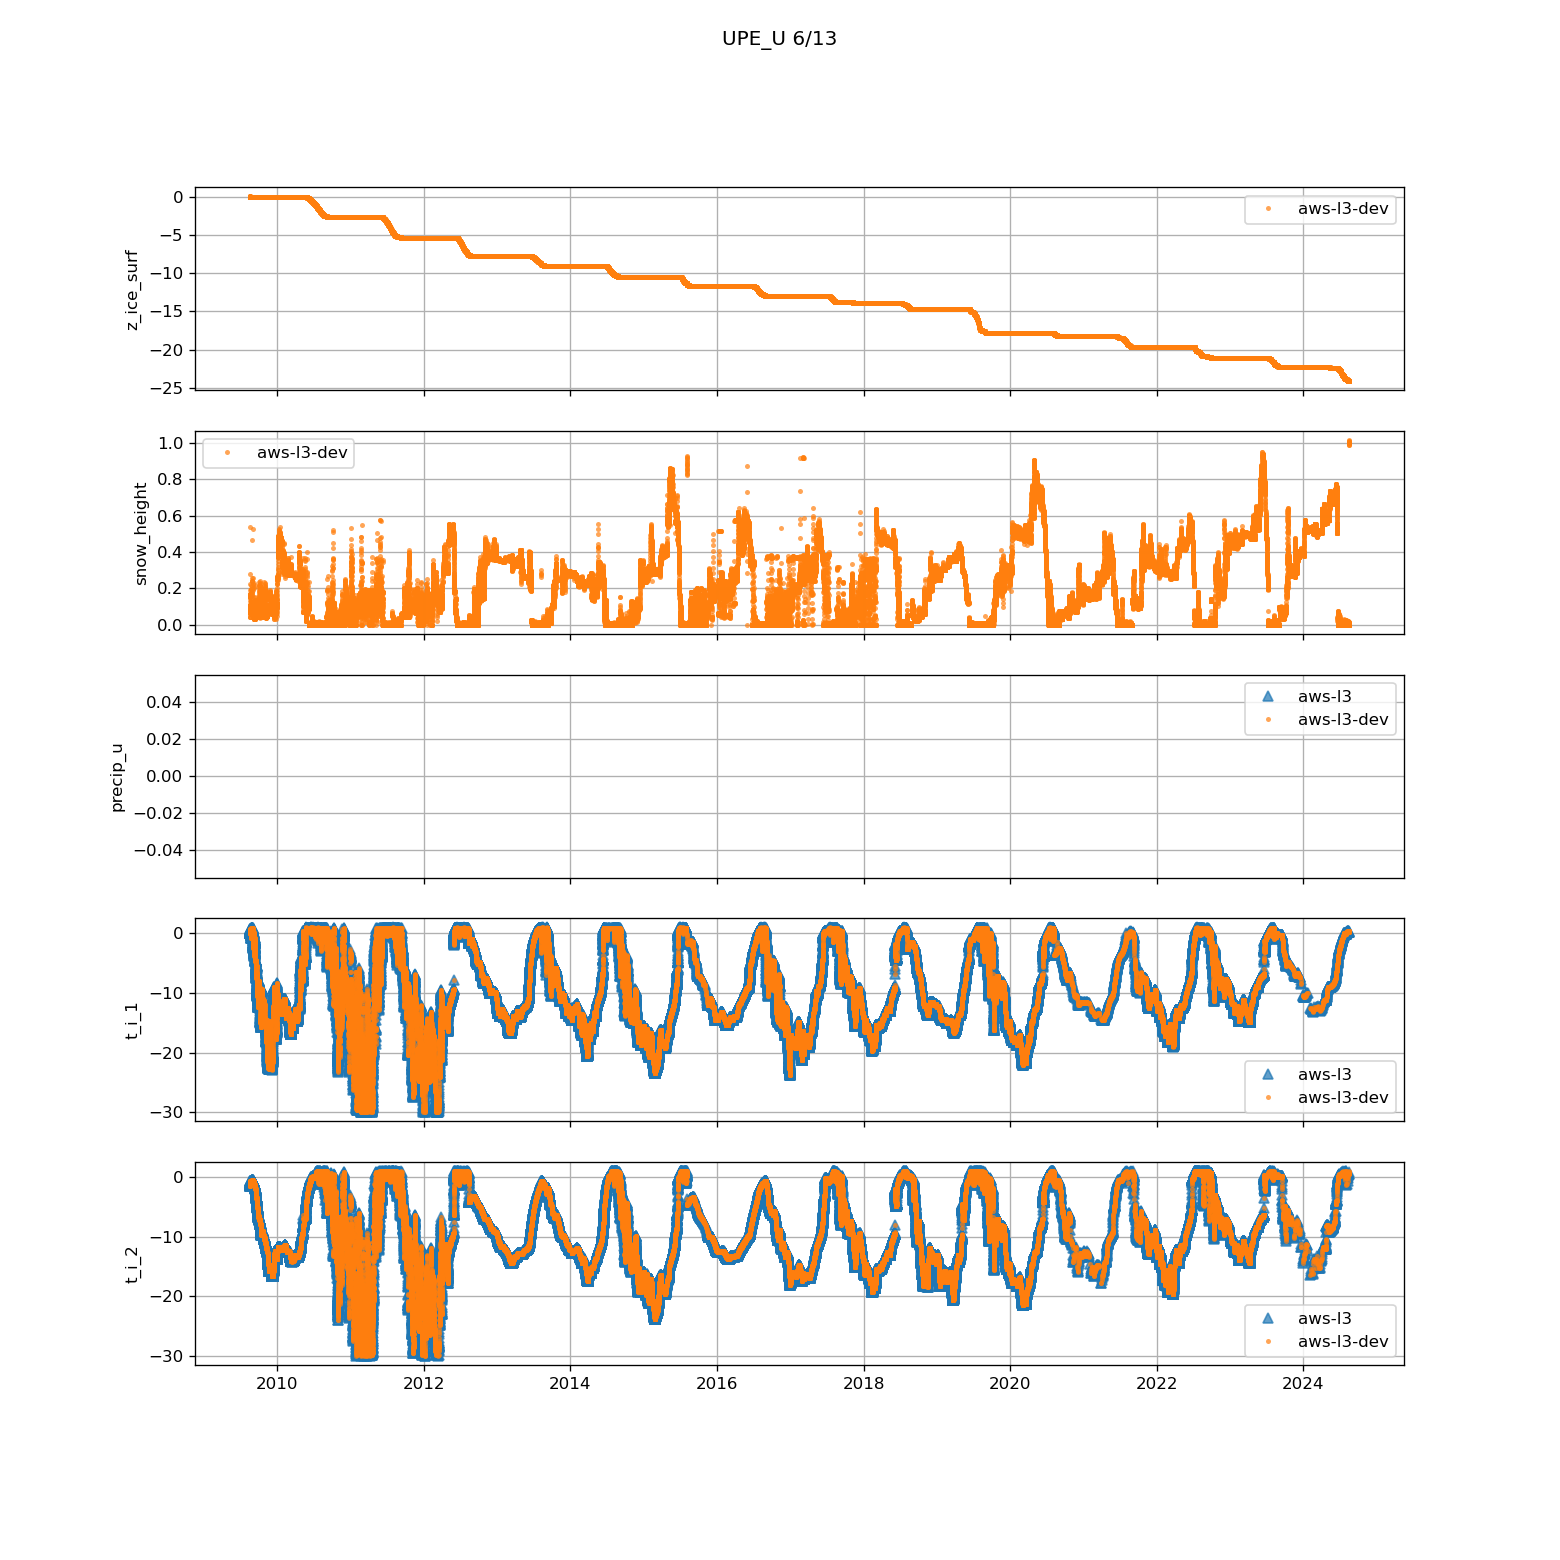 UPE_U 6/13
0
−5
−10
−15
−20
−25
z_ice_surf
aws-l3-dev
1.0
0.8
0.6
0.4
0.2
0.0
snow_height
aws-l3-dev
0.04
0.02
0.00
−0.02
−0.04
precip_u
aws-l3
aws-l3-dev
0
−10
−20
−30
t_i_1
aws-l3
aws-l3-dev
0
−10
−20
−30
t_i_2
aws-l3
aws-l3-dev
2010 2012 2014 2016 2018 2020 2022 2024